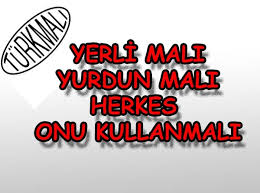 TÜRKMALI
YERLİ MALI
YURDUN MALI
HERKES
ONU KULLANMALI